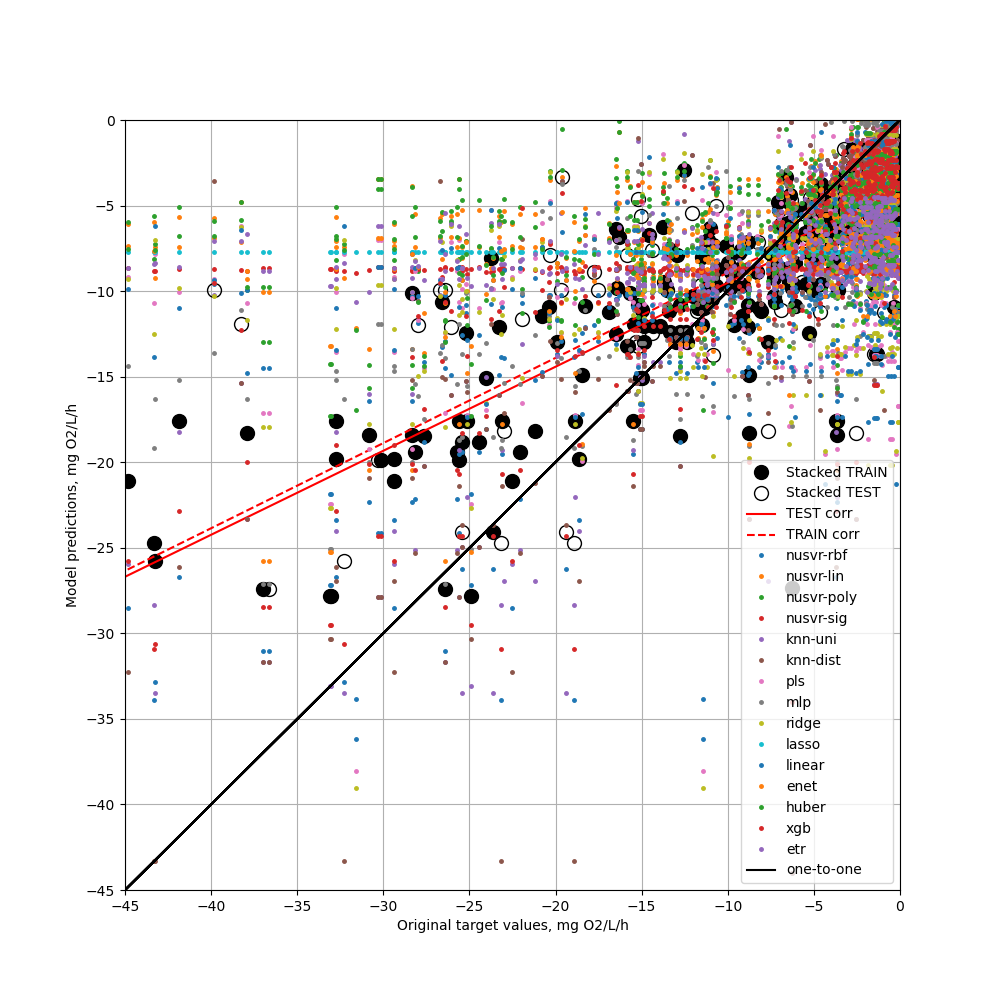 0
−5
−10
−15
−20
−25
−30
−35
−40
−45
−45
−40
−35
−30
−25
−20
−15
−10
−5
0
Model predictions, mg O2/L/h
Original target values, mg O2/L/h
Stacked TRAIN
Stacked TEST
TEST corr
TRAIN corr
nusvr-rbf
nusvr-lin
nusvr-poly
nusvr-sig
knn-uni
knn-dist
pls
mlp
ridge
lasso
linear
enet
huber
xgb
etr
one-to-one